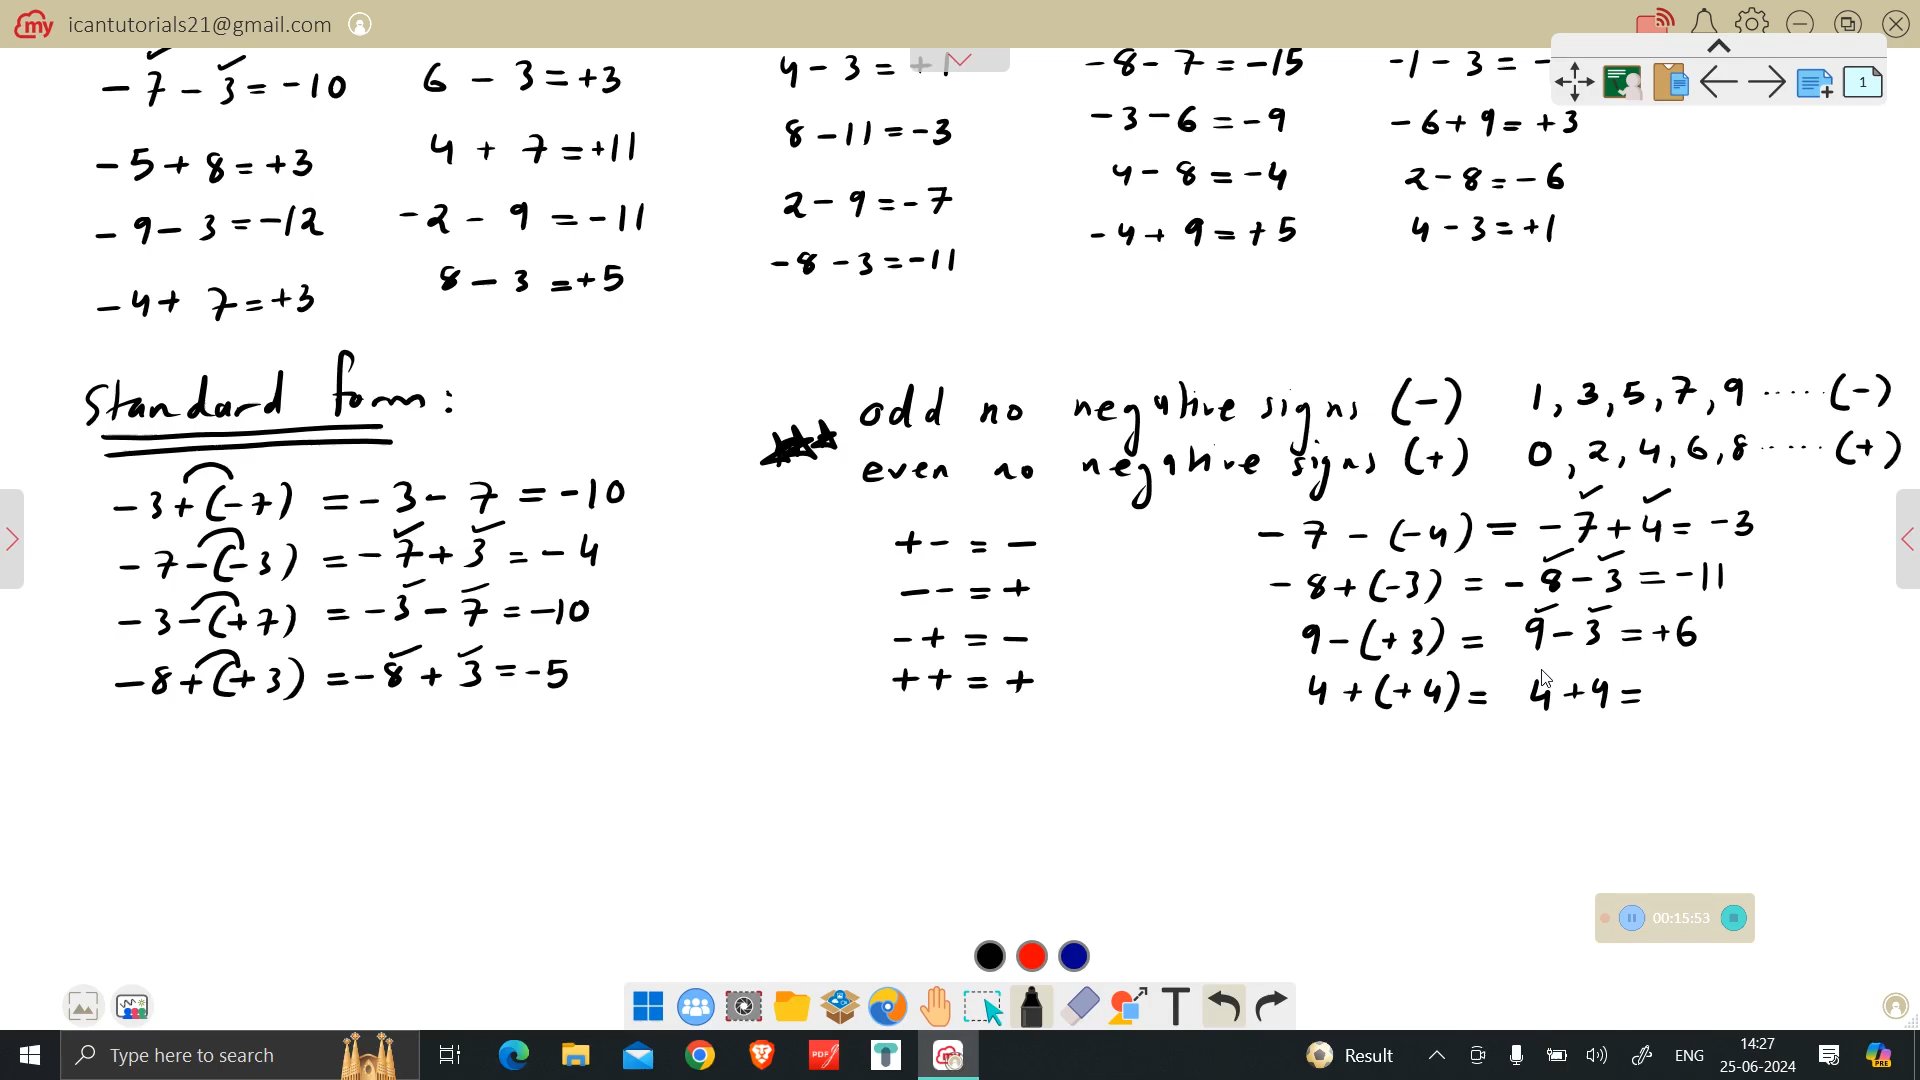 my icantutorials21@gmail.com
- 7 - 3 = -10
- 5 + 8 = +3
- 9 - 3 = -12
- 4 + 7 = +3
6 - 3 = +3
4 + 7 = +11
- 2 - 9 = -11
8 - 3 = +5
4 - 3 = +1
8 - 11 = -3
2 - 9 = -7
- 8 - 3 = -11
- 8 - 7 = -15
- 3 - 6 = -9
4 - 8 = -4
- 4 + 9 = +5
-1 - 3 = -
- 6 + 9 = +3
2 - 8 = -6
4 - 3 = +1
1
Standard form:
- 3 + (-7) = - 3 - 7 = -10
- 7 - (-3) = - 7 + 3 = -4
- 3 - (+7) = - 3 - 7 = -10
- 8 + (+3) = - 8 + 3 = -5
odd no negative signs (-) 1, 3, 5, 7, 9 ..... (-)
even no negative signs (+) 0, 2, 4, 6, 8 ..... (+)
+ - = -
- - = +
- + = -
+ + = +
- 7 - (-4) = - 7 + 4 = -3
- 8 + (-3) = - 8 - 3 = -11
9 - (+3) = 9 - 3 = +6
4 + (+4) = 4 + 4 =
00:15:53
T
Type here to search
PDF
T
Result
ENG
14:27
25-06-2024
PRE